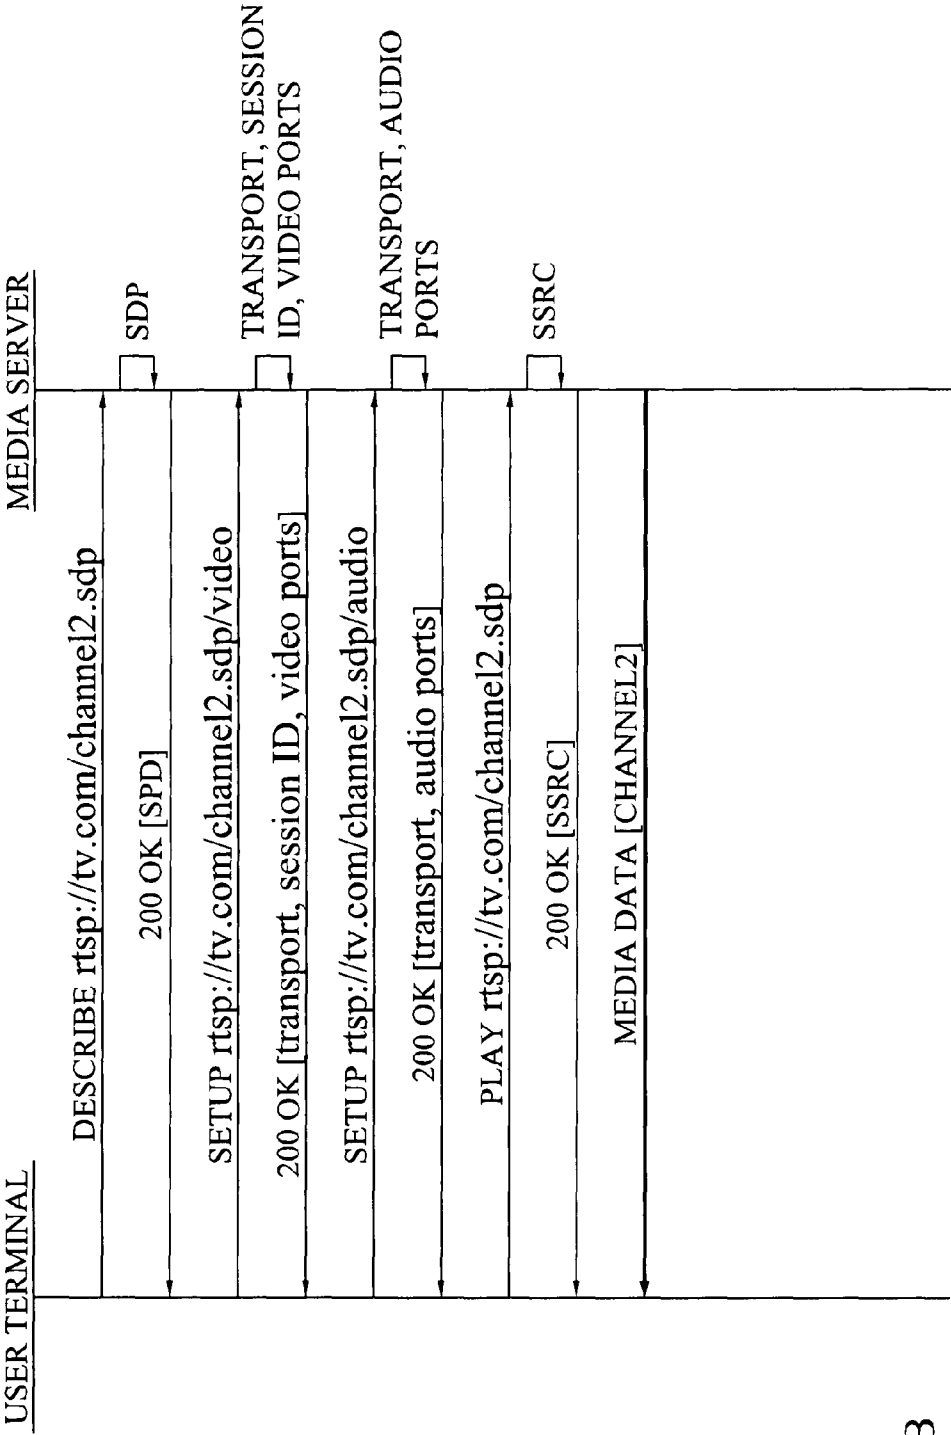 USER TERMINAL
MEDIA SERVER
DESCRIBE rtsp://tv.com/channel2.sdp
SDP
200 OK [SPD]
SETUP rtsp://tv.com/channel2.sdp/video
TRANSPORT, SESSION
ID, VIDEO PORTS
200 OK [transport, session ID, video ports]
SETUP rtsp://tv.com/channel2.sdp/audio
TRANSPORT, AUDIO
PORTS
200 OK [transport, audio ports]
PLAY rtsp://tv.com/channel2.sdp
SSRC
200 OK [SSRC]
MEDIA DATA [CHANNEL2]
3